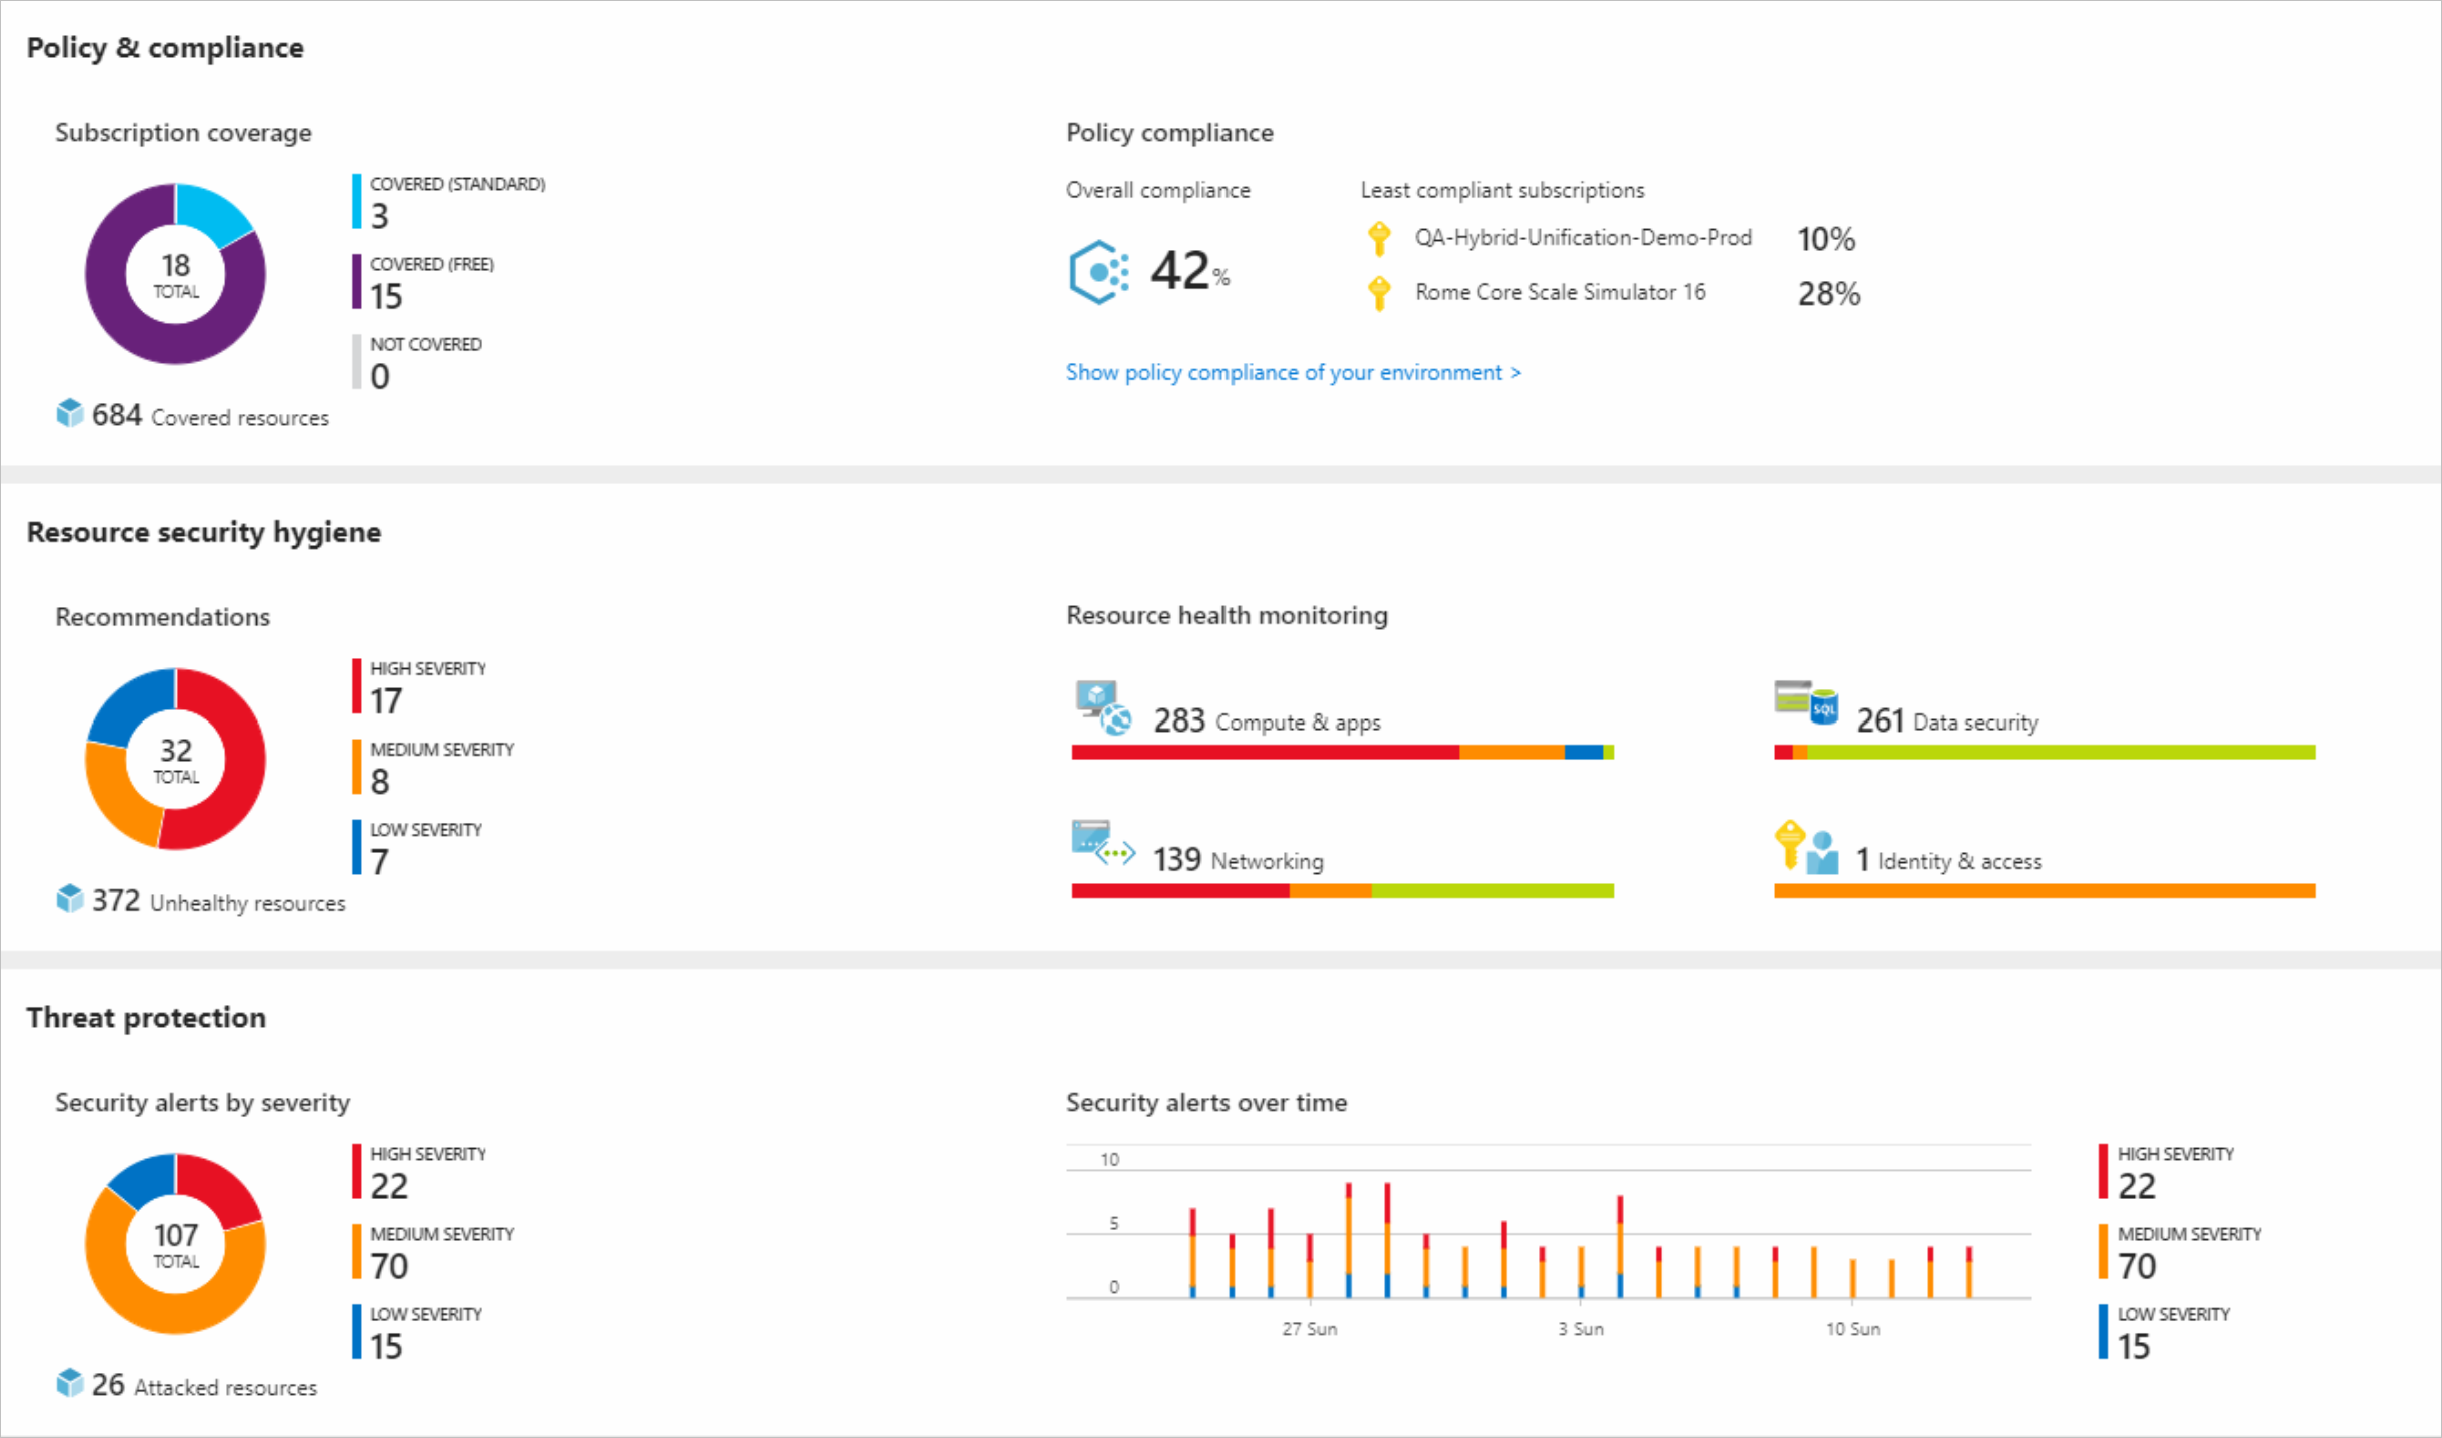 Policy & compliance
Subscription coverage
18
TOTAL
COVERED (STANDARD)
3
COVERED (FREE)
15
NOT COVERED
0
684 Covered resources
Policy compliance
Overall compliance
42%
Least compliant subscriptions
QA-Hybrid-Unification-Demo-Prod 10%
Rome Core Scale Simulator 16 28%
Show policy compliance of your environment >
Resource security hygiene
Recommendations
32
TOTAL
HIGH SEVERITY
17
MEDIUM SEVERITY
8
LOW SEVERITY
7
372 Unhealthy resources
Resource health monitoring
283 Compute & apps
SQL
261 Data security
139 Networking
1 Identity & access
Threat protection
Security alerts by severity
107
TOTAL
HIGH SEVERITY
22
MEDIUM SEVERITY
70
LOW SEVERITY
15
26 Attacked resources
Security alerts over time
10
5
0
27 Sun 3 Sun 10 Sun
HIGH SEVERITY
22
MEDIUM SEVERITY
70
LOW SEVERITY
15